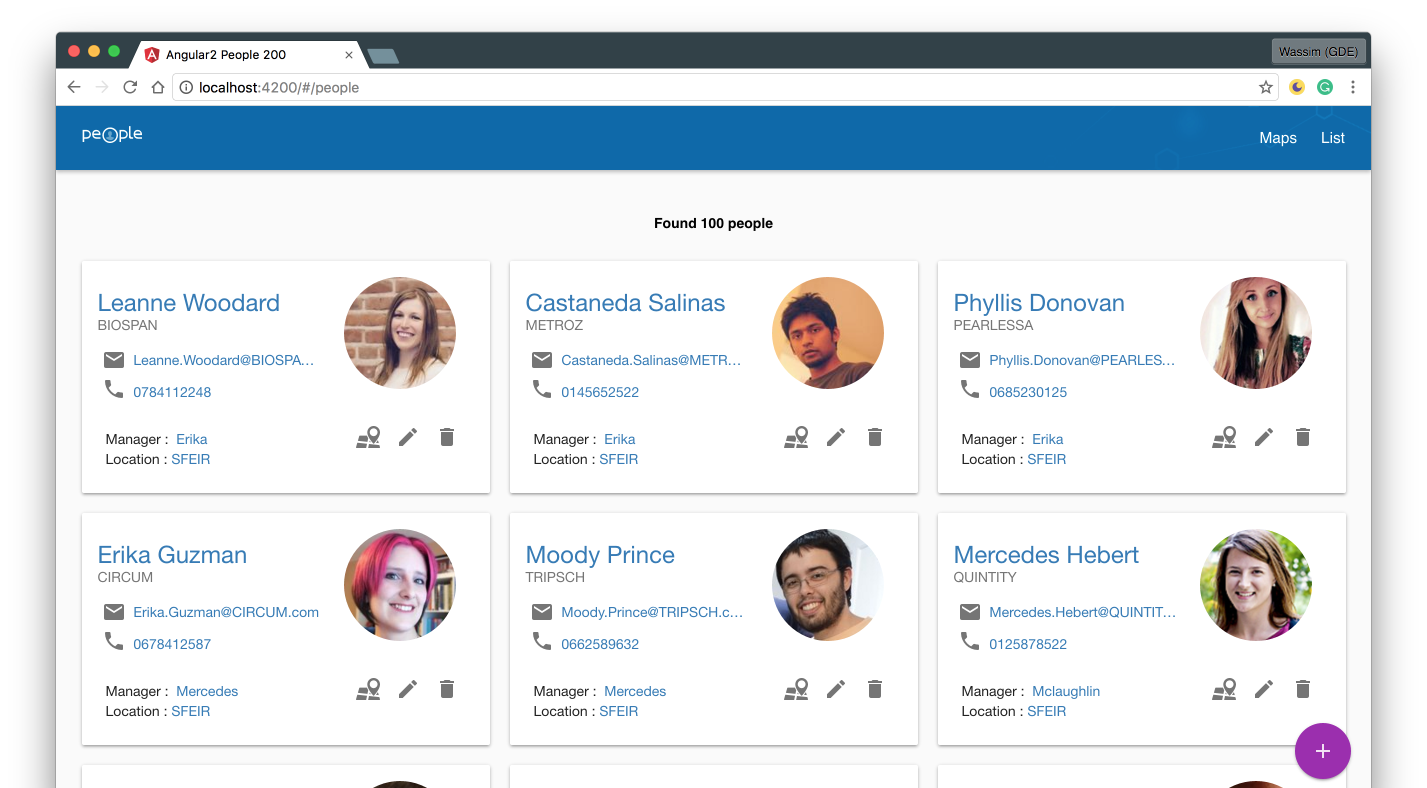 Angular2 People 200
Wassim (GDE)
localhost:4200/#/people
people
Maps
List
Found 100 people
Leanne Woodard
BIOSPAN
Leanne.Woodard@BIOSPA...
0784112248
Manager : Erika
Location : SFEIR
Castaneda Salinas
METROZ
Castaneda.Salinas@METR...
0145652522
Manager : Erika
Location : SFEIR
Phyllis Donovan
PEARLESSA
Phyllis.Donovan@PEARLES...
0685230125
Manager : Erika
Location : SFEIR
Erika Guzman
CIRCUM
Erika.Guzman@CIRCUM.com
0678412587
Manager : Mercedes
Location : SFEIR
Moody Prince
TRIPSCH
Moody.Prince@TRIPSCH.c...
0662589632
Manager : Mercedes
Location : SFEIR
Mercedes Hebert
QUINTITY
Mercedes.Hebert@QUINTIT...
0125878522
Manager : Mclaughlin
Location : SFEIR